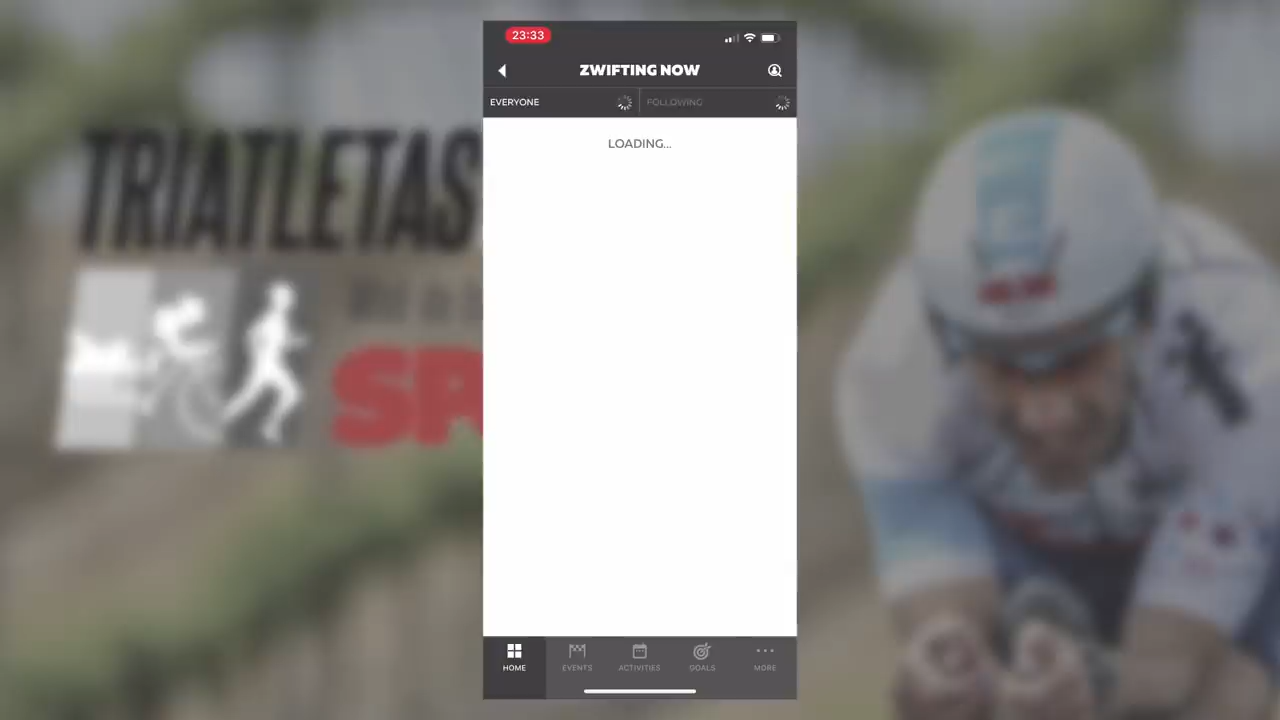 23:33
ZWIFTING NOW
EVERYONE
FOLLOWING
LOADING...
TRIATLETAS
HOME
EVENTS
ACTIVITIES
GOALS
MORE